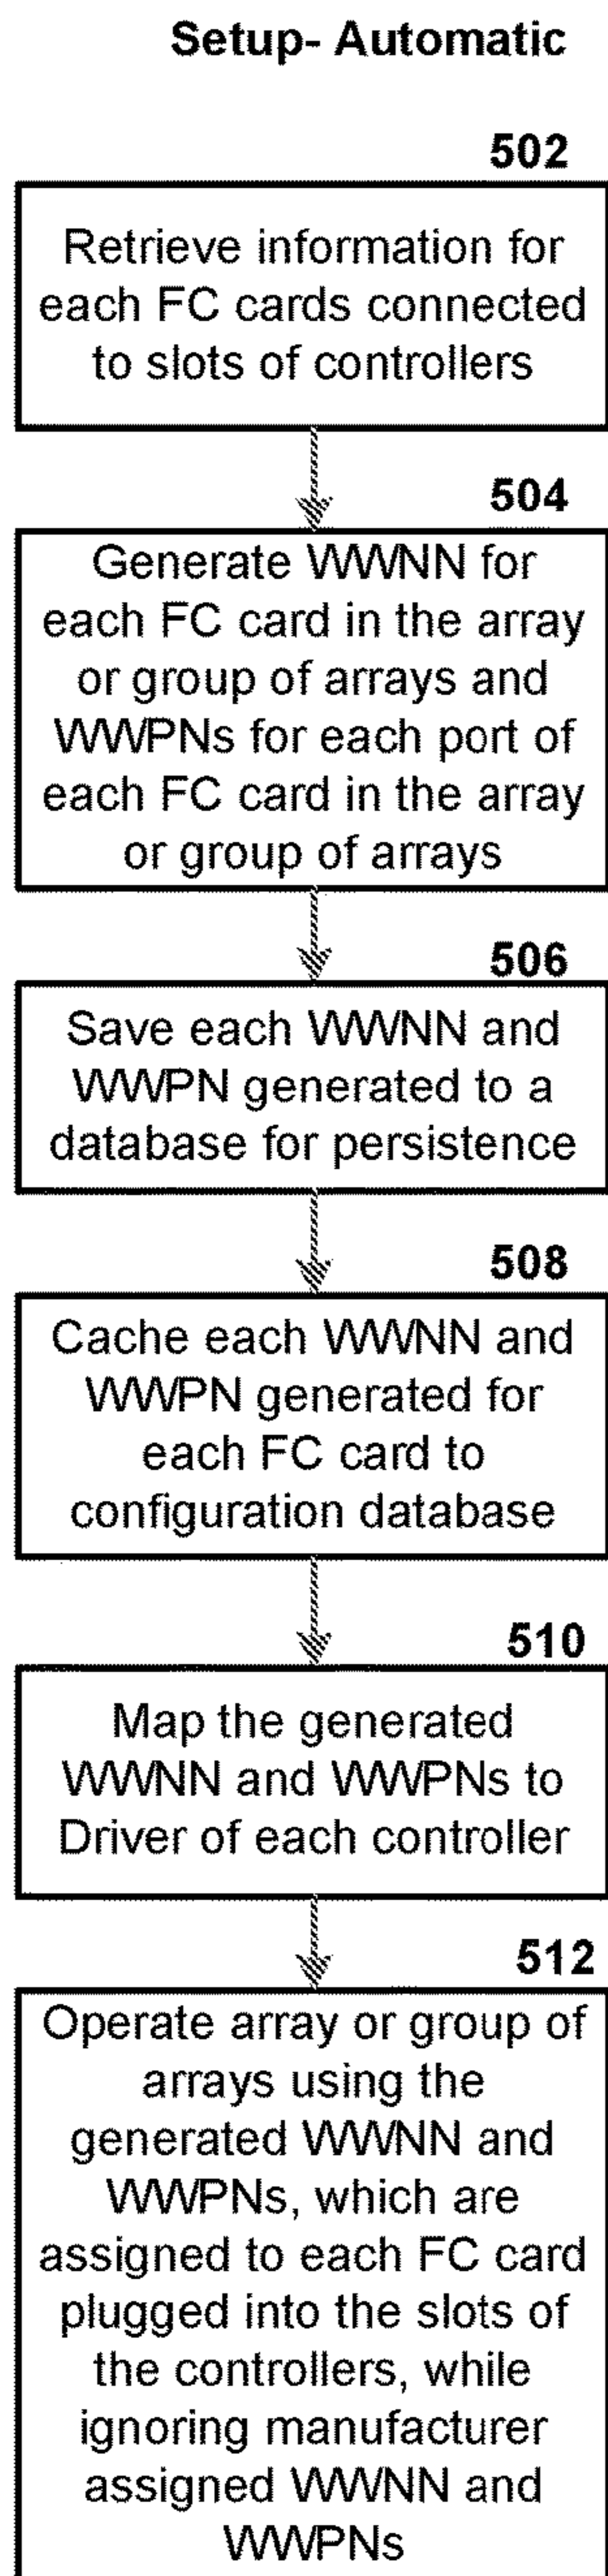 Setup- Automatic
502
Retrieve information for
each FC cards connected
to slots of controllers
504
Generate WWNN for
each FC card in the array
or group of arrays and
WWPNs for each port of
each FC card in the array
or group of arrays
506
Save each WWNN and
WWPN generated to a
database for persistence
508
Cache each WWNN and
WWPN generated for
each FC card to
configuration database
510
Map the generated
WWNN and WWPNs to
Driver of each controller
512
Operate array or group of
arrays using the
generated WWNN and
WWPNs, which are
assigned to each FC card
plugged into the slots of
the controllers, while
ignoring manufacturer
assigned WWNN and
WWPNs